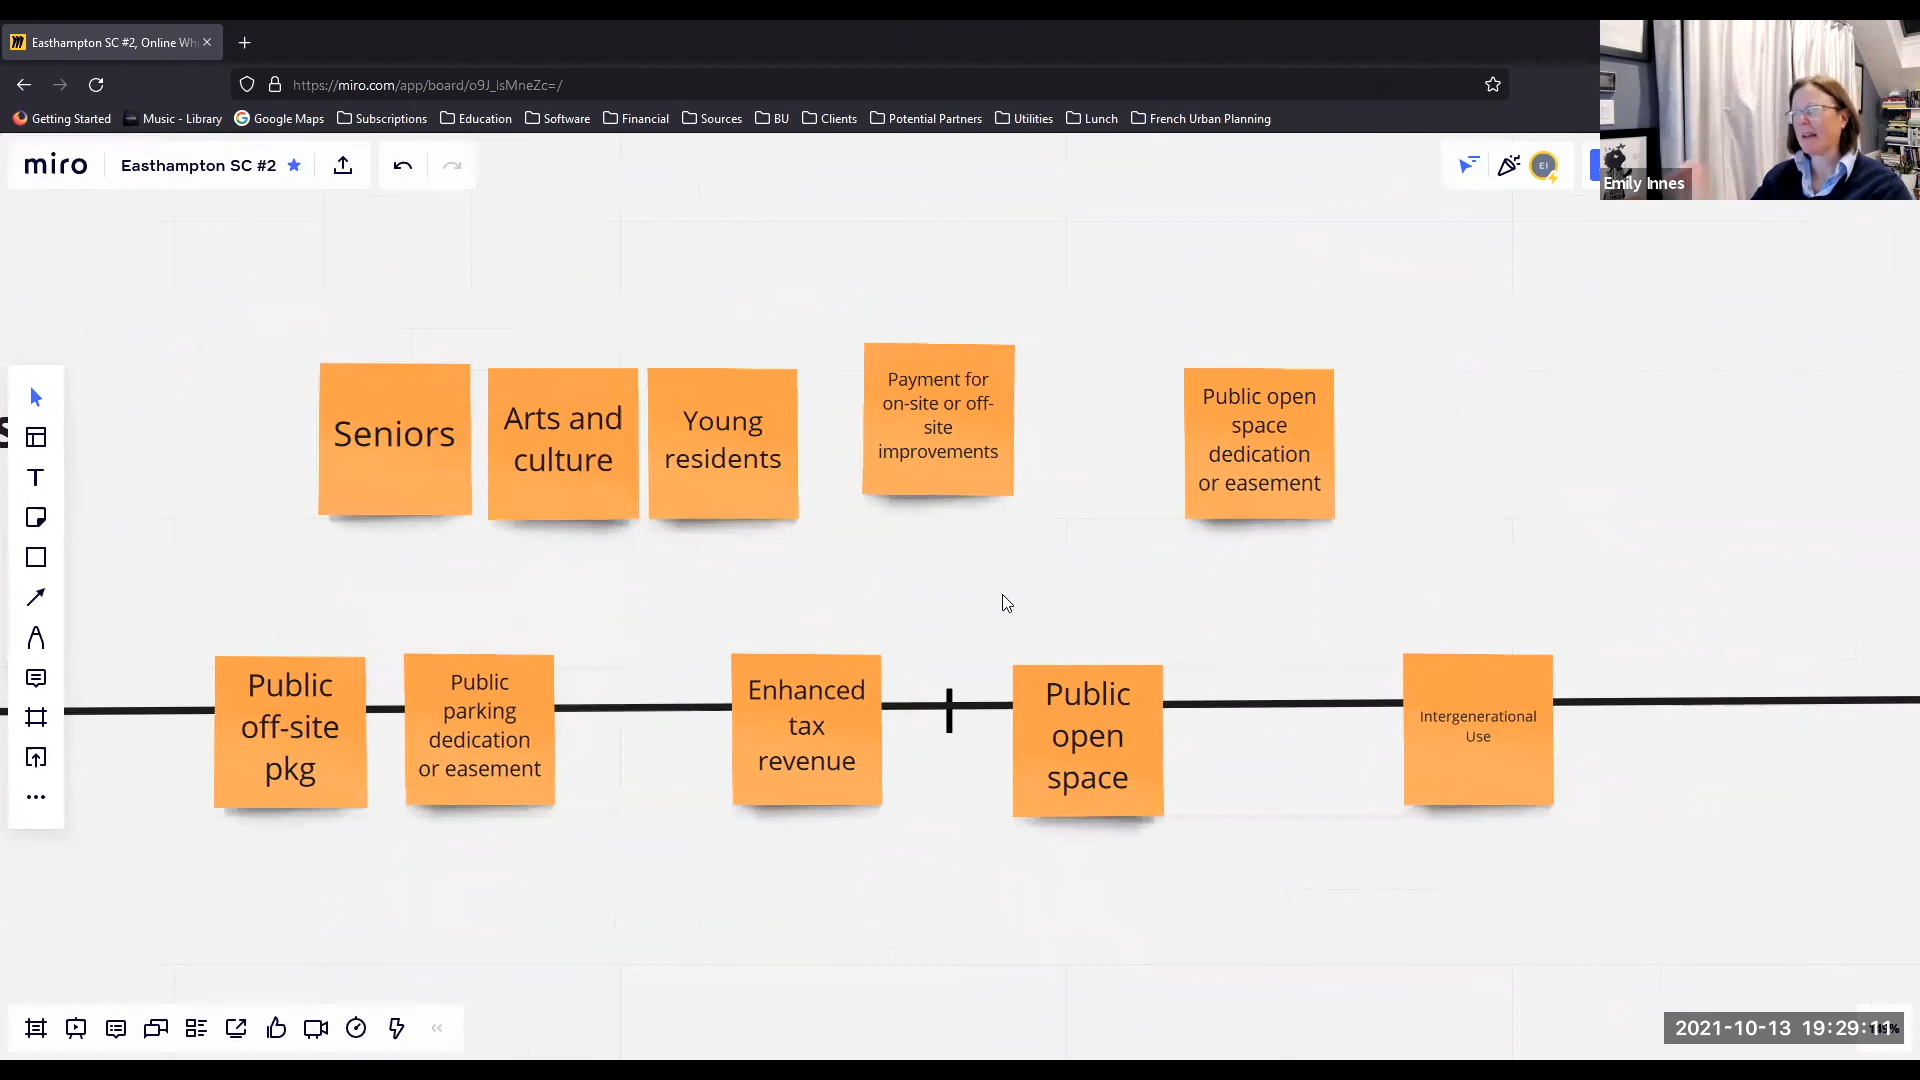 Easthampton SC #2, Online Wh
https://miro.com/app/board/o9J_lsMneZc=/
Getting Started Music - Library Google Maps Subscriptions Education Software Financial Sources BU Clients Potential Partners Utilities Lunch French Urban Planning
miro Easthampton SC #2
EI
Emily Innes
Seniors
Arts and
culture
Young
residents
Payment for
on-site or off-
site
improvements
Public open
space
dedication
or easement
Public
off-site
pkg
Public
parking
dedication
or easement
Enhanced
tax
revenue
Public
open
space
Intergenerational
Use
2021-10-13 19:29:11